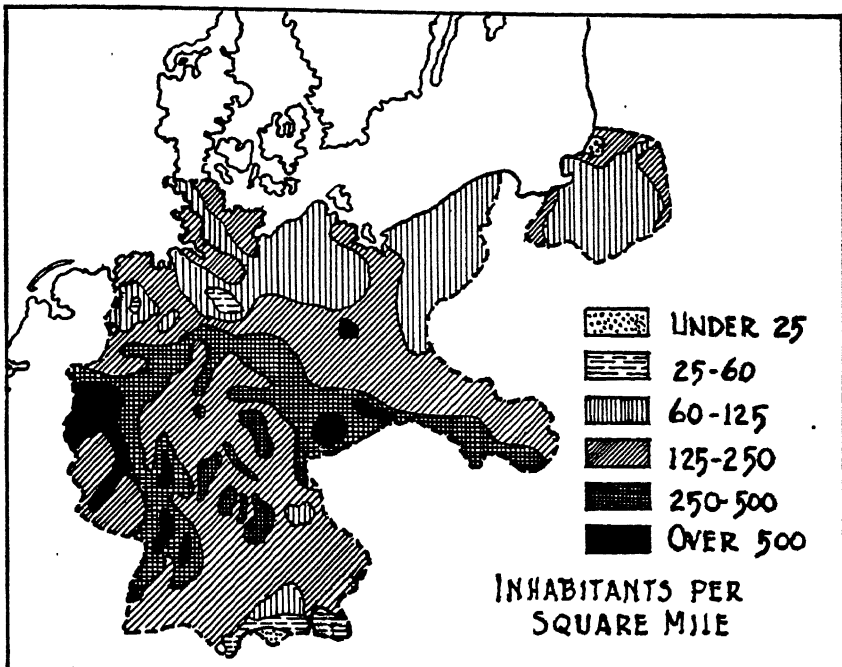 UNDER 25
25-60
60-125
125-250
250-500
OVER 500
INHABITANTS PER
SQUARE MILE